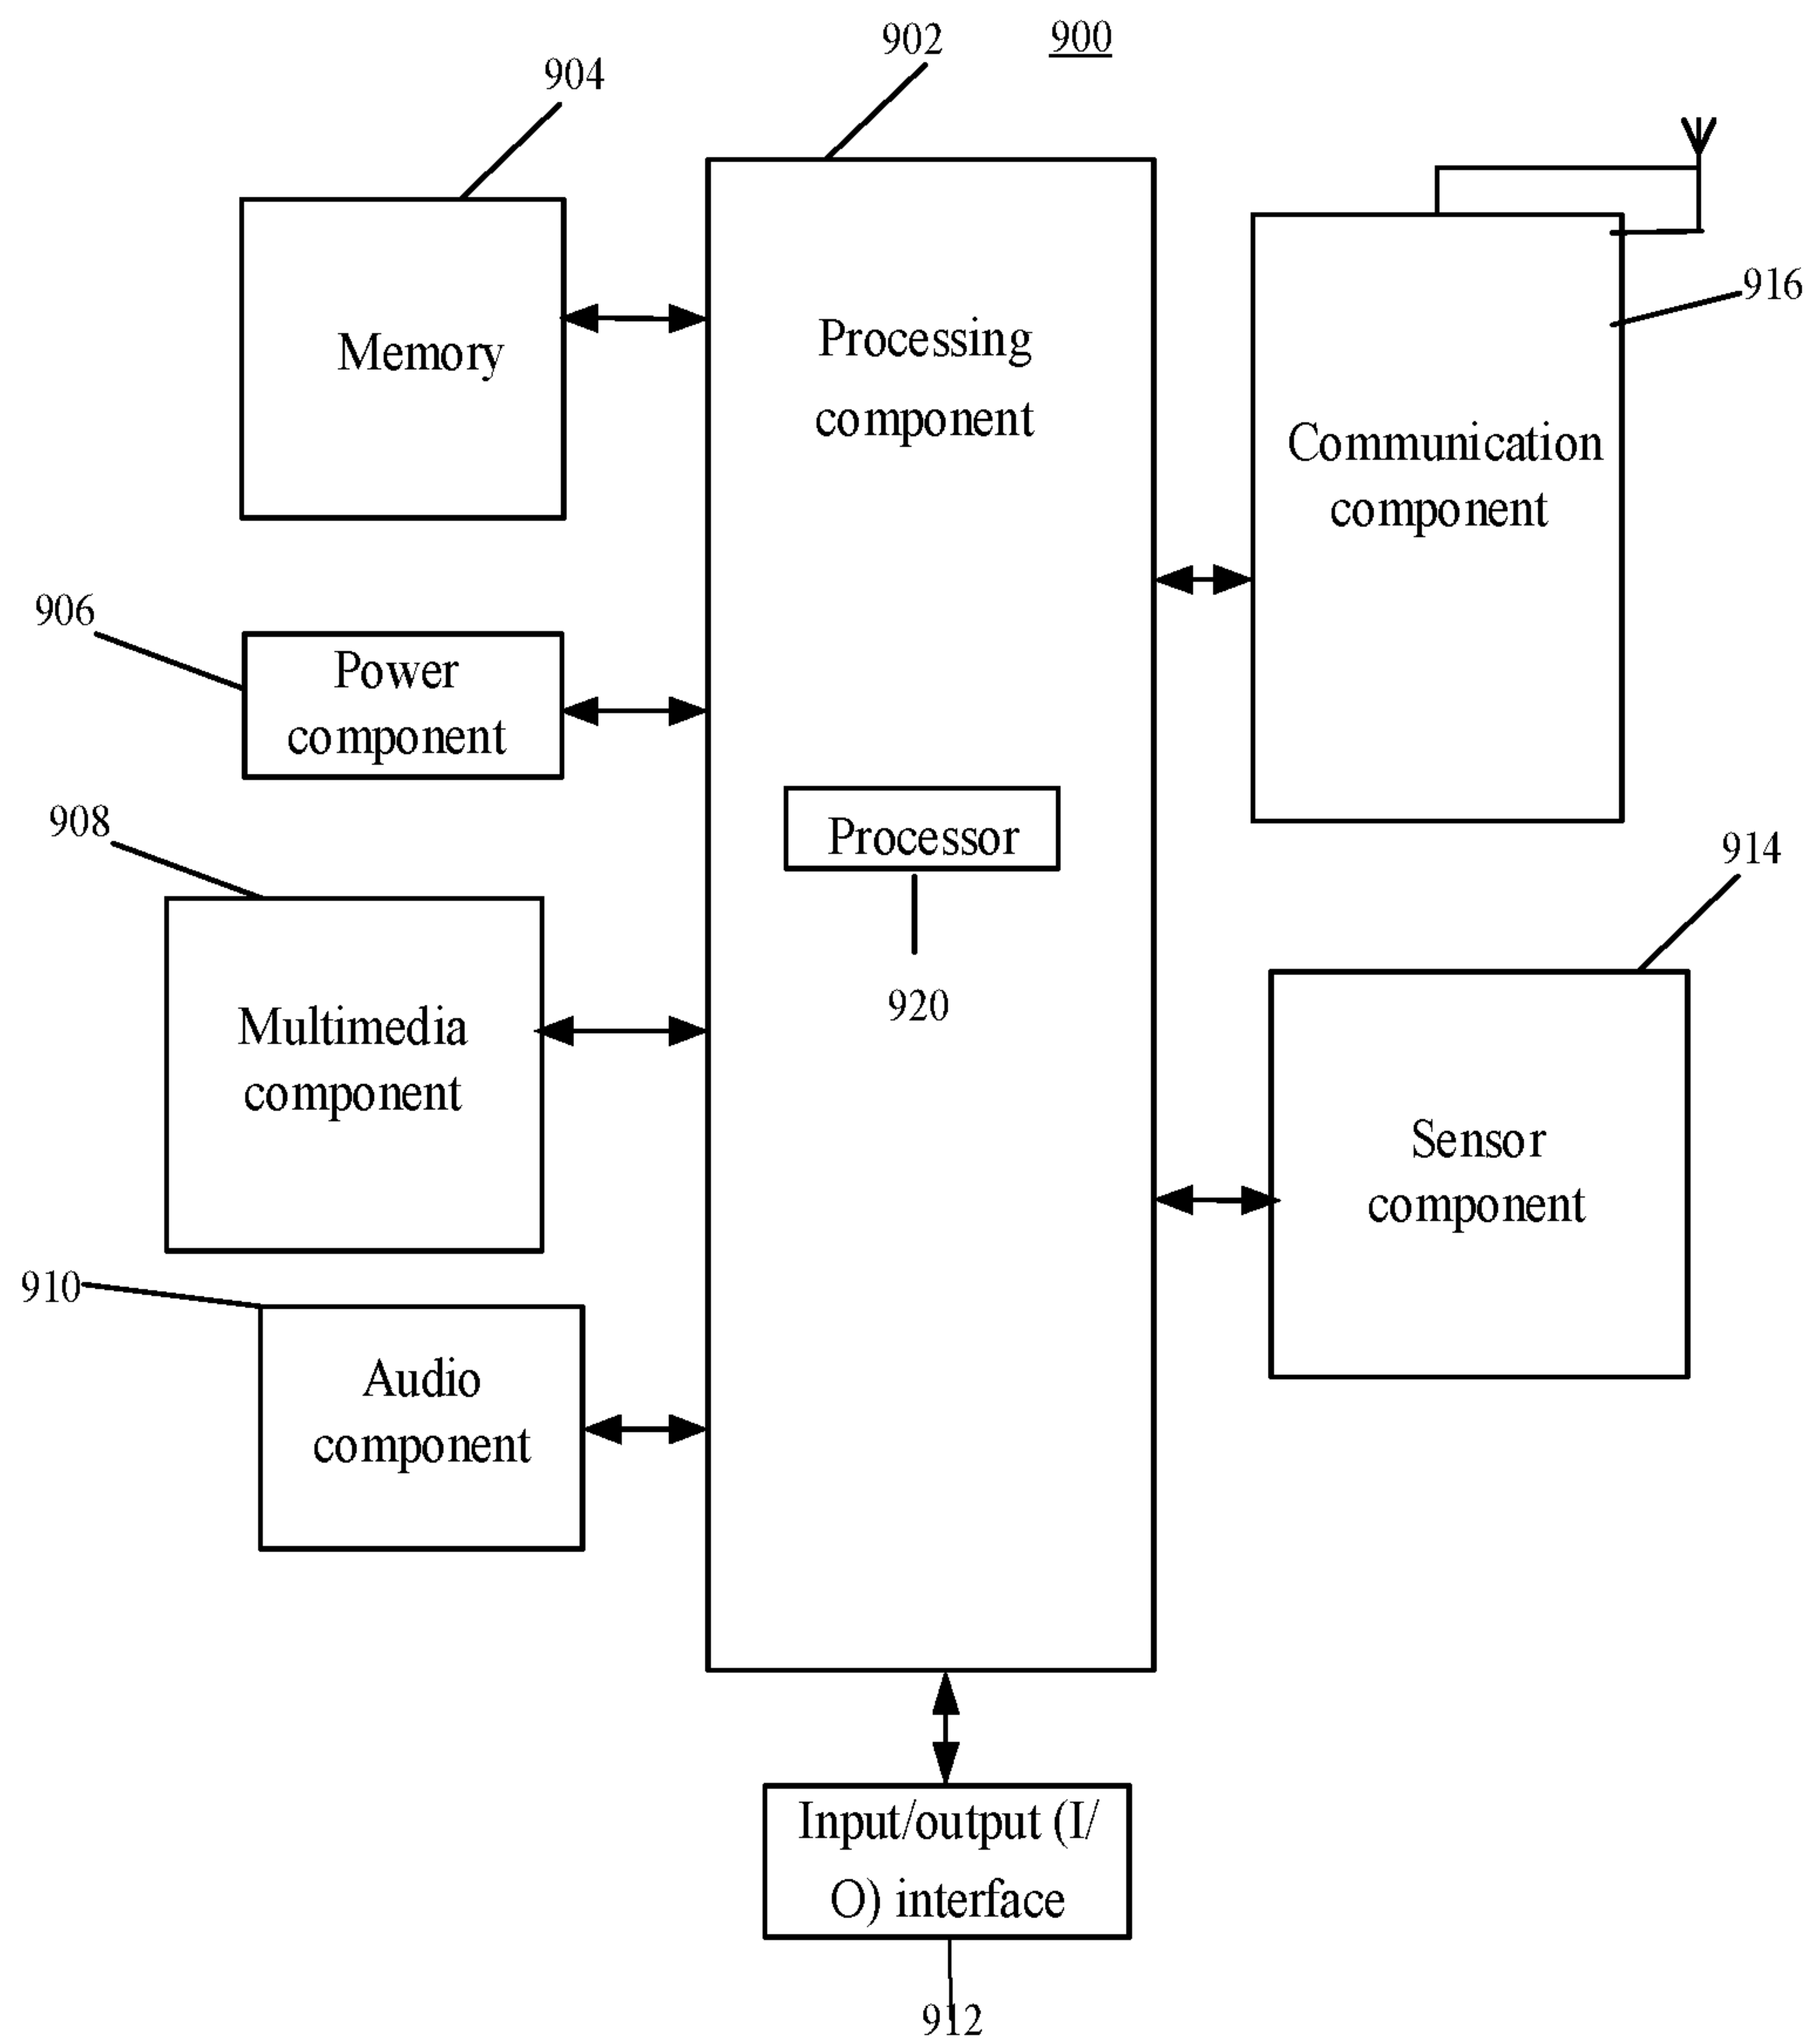 902
900
904
916
Memory
Processing
component
Communication
component
906
Power
component
908
Processor
914
920
Multimedia
component
Sensor
component
910
Audio
component
Input/output (I/
O) interface
912